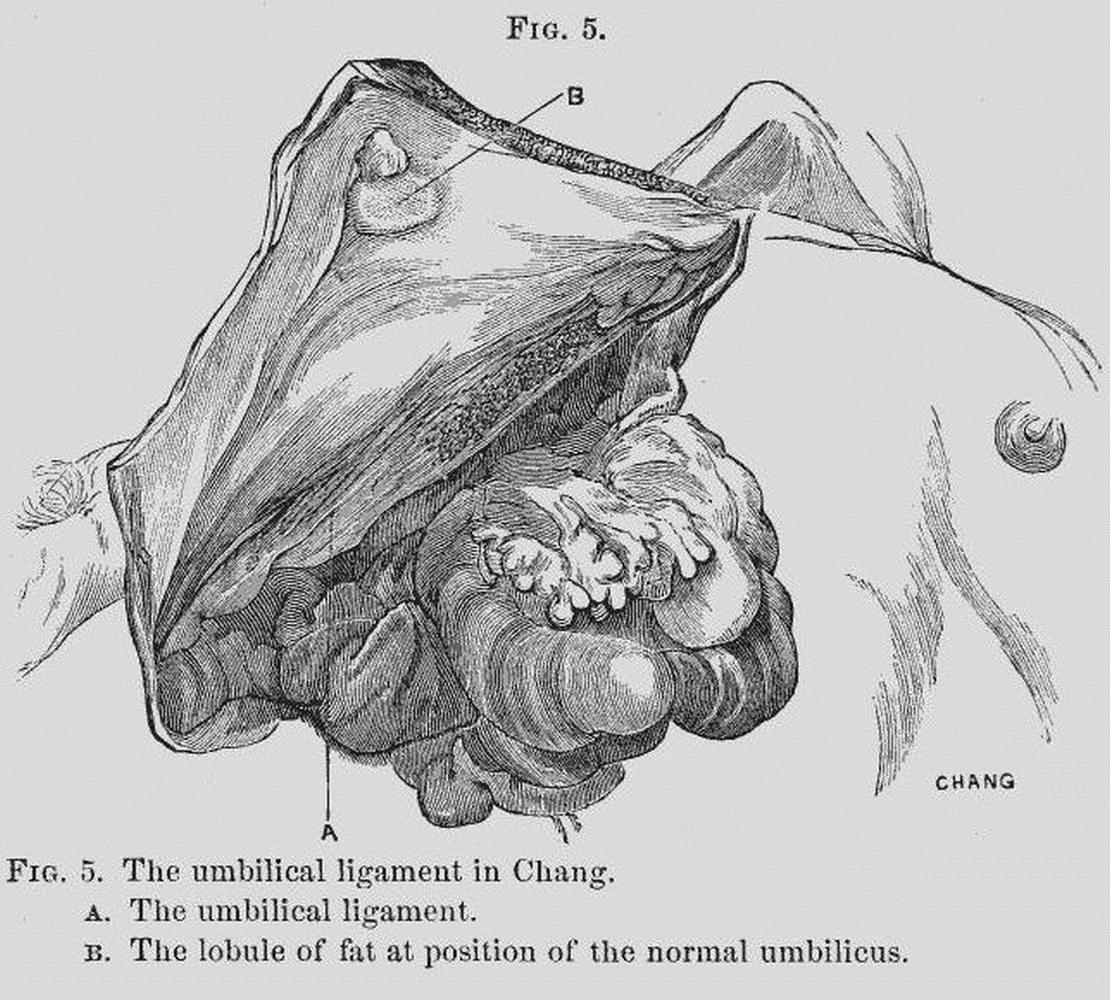 FIG. 5.
B
CHANG
A
FIG. 5. The umbilical ligament in Chang.
A. The umbilical ligament.
B. The lobule of fat at position of the normal umbilicus.